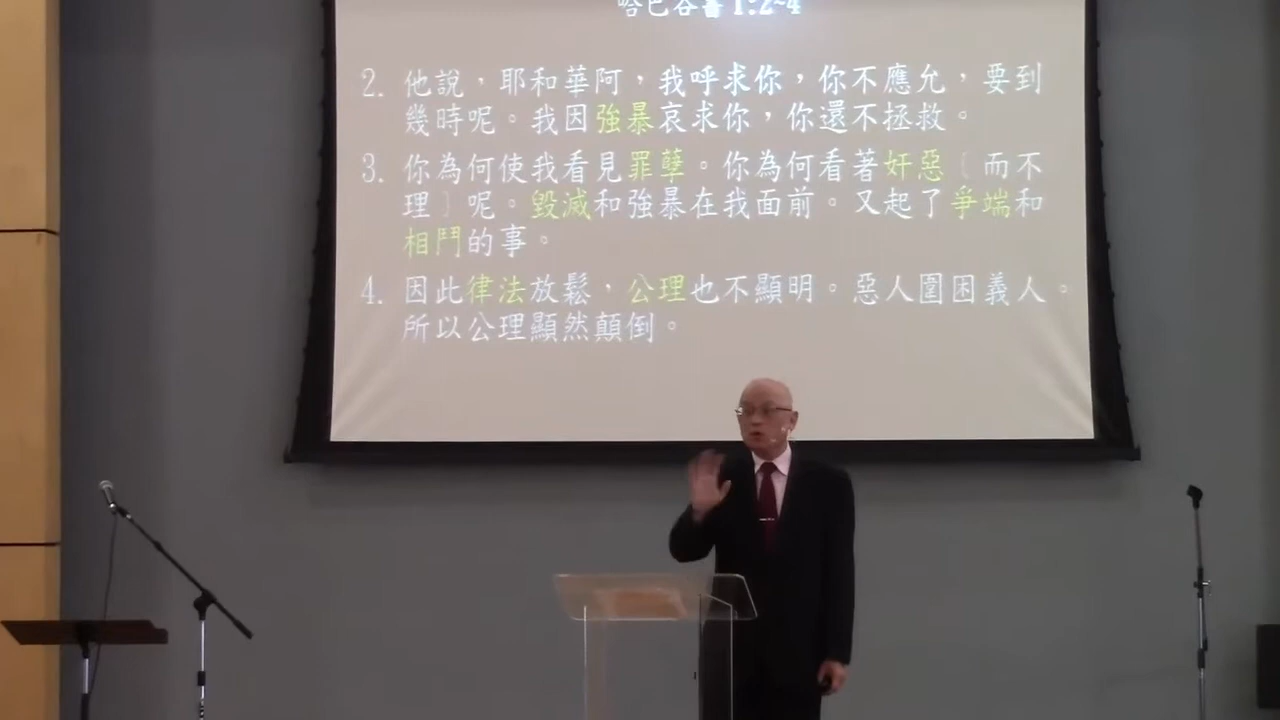 哈巴谷書 1:2~4
2. 他說，耶和華阿，我呼求你，你不應允，要到
幾時呢。我因強暴哀求你，你還不拯救。
3. 你為何使我看見罪孽。你為何看著奸惡〔而不
理〕呢。毀滅和強暴在我面前。又起了爭端和
相鬥的事。
4. 因此律法放鬆，公理也不顯明。惡人圍困義人。
所以公理顯然顛倒。